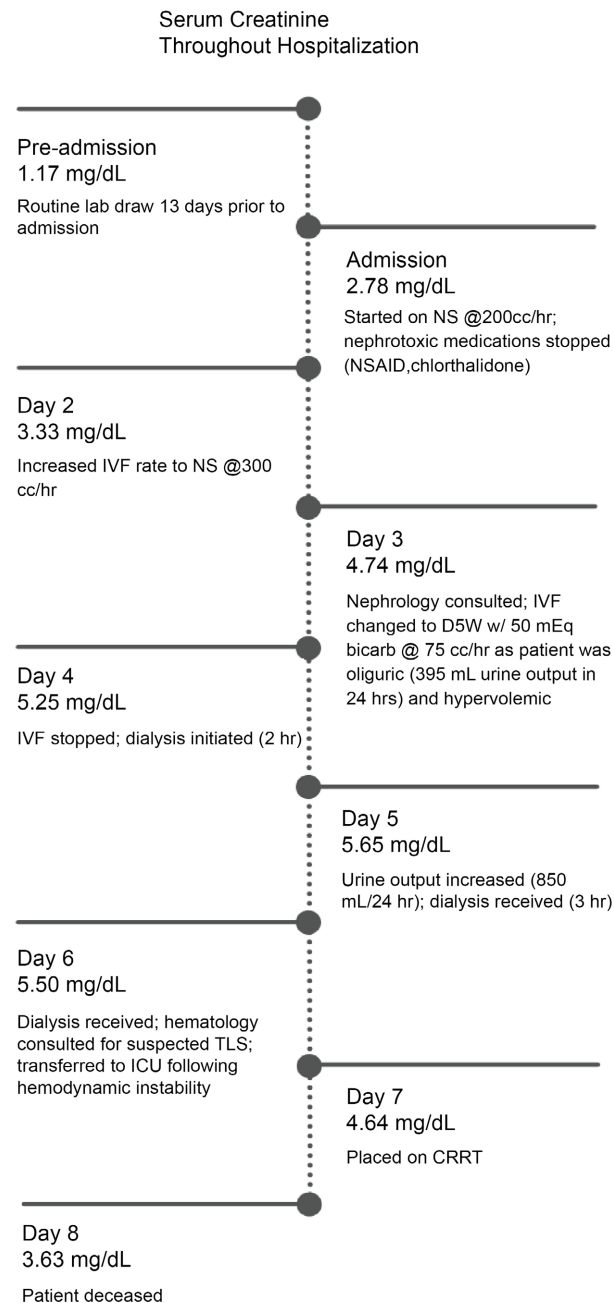 Serum Creatinine
Throughout Hospitalization
Pre-admission
1.17 mg/dL
Routine lab draw 13 days prior to
admission
Admission
2.78 mg/dL
Started on NS @200cc/hr;
nephrotoxic medications stopped
(NSAID,chlorthalidone)
Day 2
3.33 mg/dL
Increased IVF rate to NS @300
cc/hr
Day 3
4.74 mg/dL
Nephrology consulted; IVF
changed to D5W w/ 50 mEq
bicarb @ 75 cc/hr as patient was
oliguric (395 mL urine output in
24 hrs) and hypervolemic
Day 4
5.25 mg/dL
IVF stopped; dialysis initiated (2 hr)
Day 5
5.65 mg/dL
Urine output increased (850
mL/24 hr); dialysis received (3 hr)
Day 6
5.50 mg/dL
Dialysis received; hematology
consulted for suspected TLS;
transferred to ICU following
hemodynamic instability
Day 7
4.64 mg/dL
Placed on CRRT
Day 8
3.63 mg/dL
Patient deceased